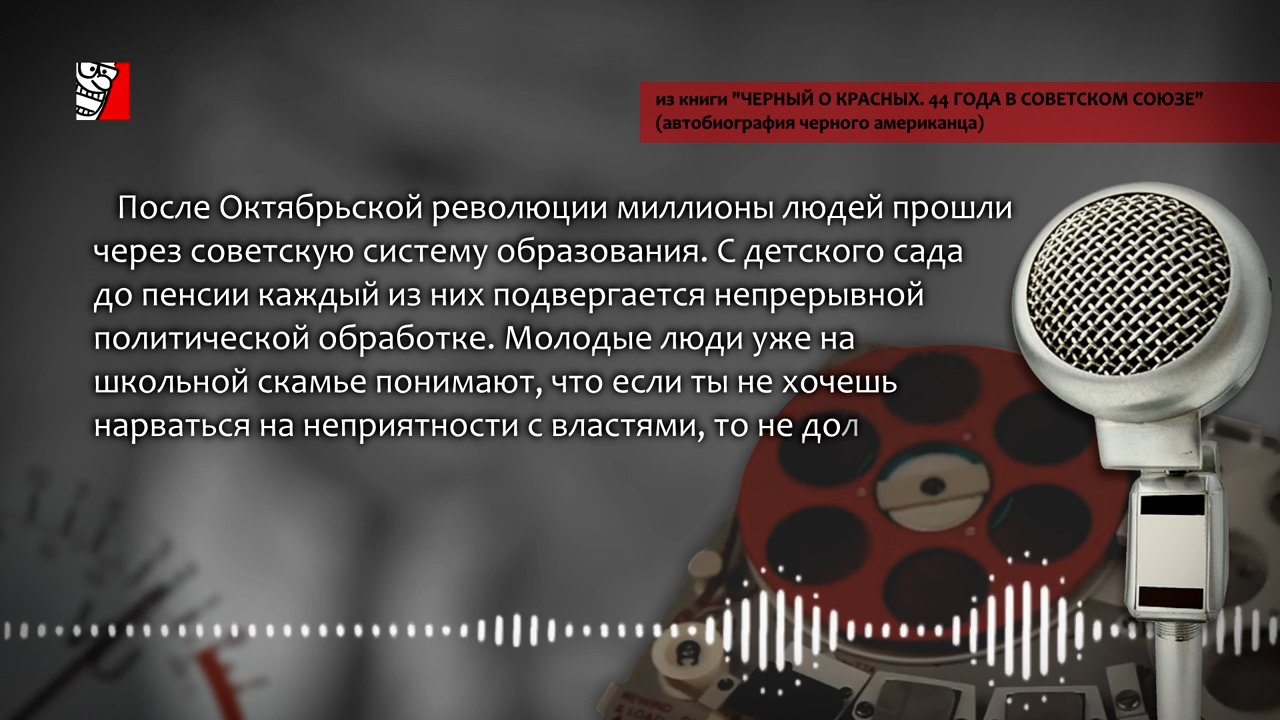 из книги "ЧЕРНЫЙ О КРАСНЫХ. 44 ГОДА В СОВЕТСКОМ СОЮЗЕ"
(автобиография черного американца)
После Октябрьской революции миллионы людей прошли
через советскую систему образования. С детского сада
до пенсии каждый из них подвергается непрерывной
политической обработке. Молодые люди уже на
школьной скамье понимают, что если ты не хочешь
нарваться на неприятности с властями, то не дол
REWIND
& LOAD